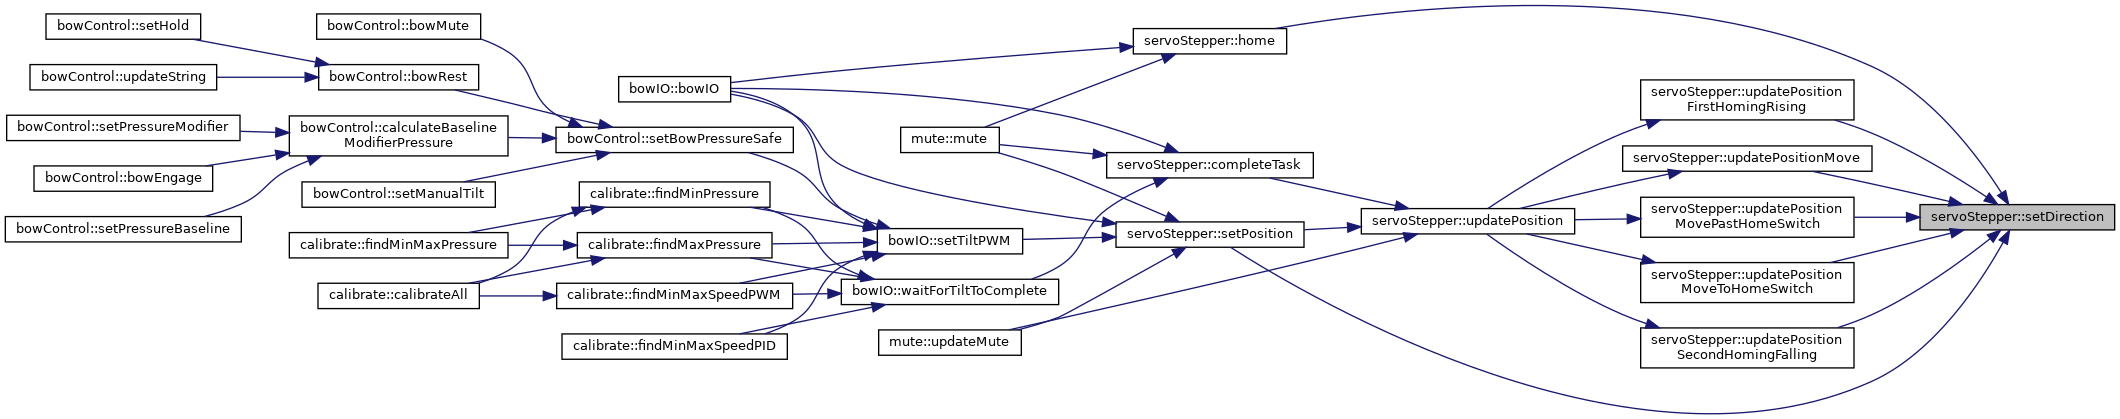 bowControl::setHold
bowControl::bowMute
servoStepper::home
bowControl::updateString
bowControl::bowRest
bowIO::bowIO
servoStepper::updatePosition
FirstHomingRising
bowControl::setPressureModifier
bowControl::calculateBaseline
ModifierPressure
bowControl::setBowPressureSafe
mute::mute
servoStepper::completeTask
servoStepper::updatePositionMove
bowControl::bowEngage
bowControl::setManualTilt
calibrate::findMinPressure
servoStepper::updatePosition
servoStepper::updatePosition
MovePastHomeSwitch
servoStepper::setDirection
bowControl::setPressureBaseline
calibrate::findMinMaxPressure
calibrate::findMaxPressure
bowIO::setTiltPWM
servoStepper::setPosition
servoStepper::updatePosition
MoveToHomeSwitch
calibrate::calibrateAll
calibrate::findMinMaxSpeedPWM
bowIO::waitForTiltToComplete
calibrate::findMinMaxSpeedPID
mute::updateMute
servoStepper::updatePosition
SecondHomingFalling